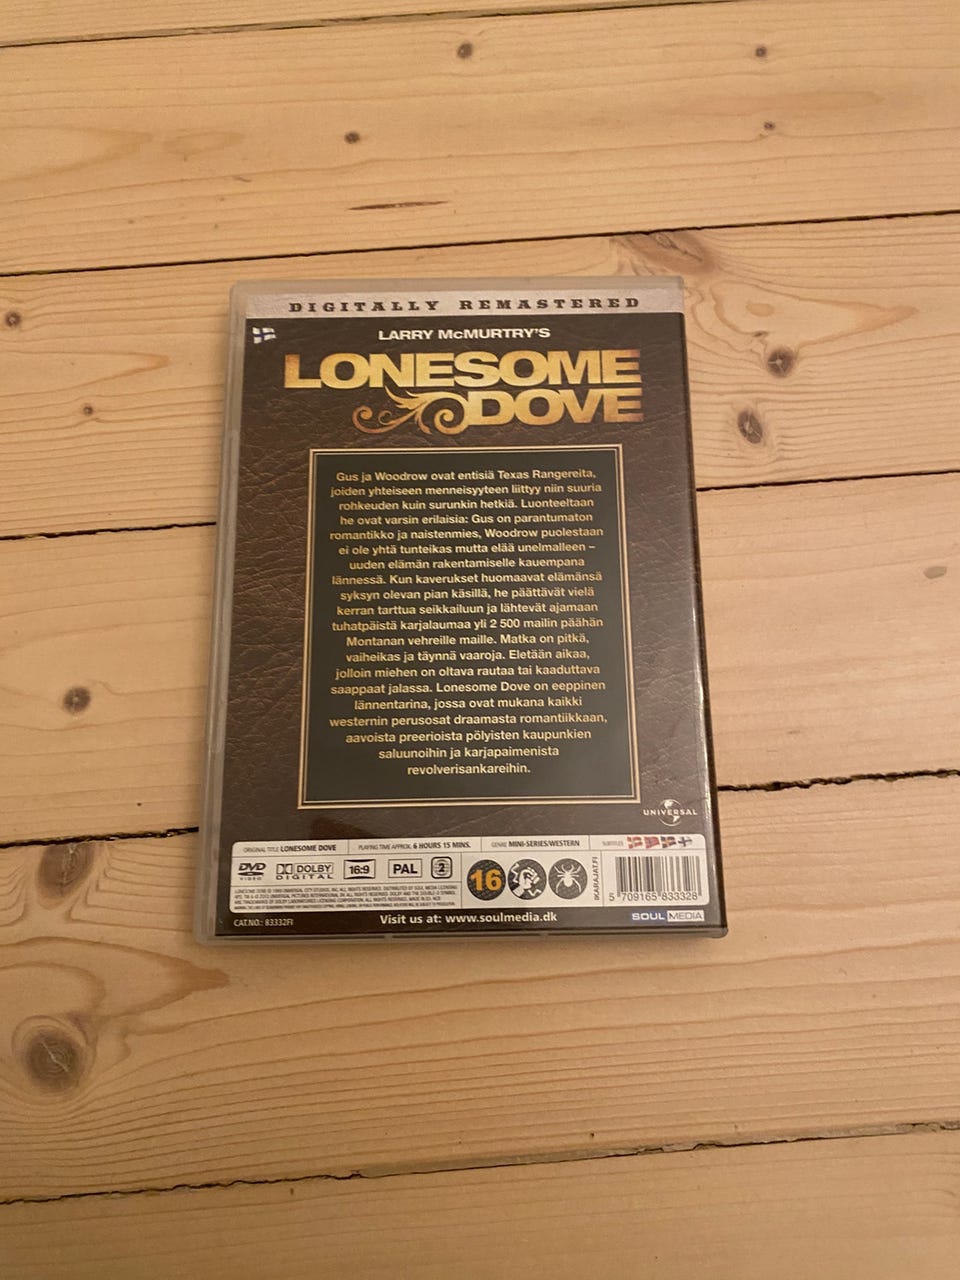 DIGITALLY REMASTERED
LARRY McMURTRY'S
LONESOME
DOVE
Gus ja Woodrow ovat entisiä Texas Rangereita,
joiden yhteiseen menneisyyteen liittyy niin suuria
rohkeuden kuin surunkin hetkiä. Luonteeltaan
he ovat varsin erilaisia: Gus on parantumaton
romantikko ja naistenmies, Woodrow puolestaan
ei ole yhtä tunteikas mutta elää unelmalleen –
uuden elämän rakentamiselle kauempana
lännessä. Kun kaverukset huomaavat elämänsä
syksyn olevan pian käsillä, he päättävät vielä
kerran tarttua seikkailuun ja lähtevät ajamaan
tuhatpäistä karjalaumaa yli 2 500 mailin päähän
Montanan vehreille maille. Matka on pitkä,
vaiheikas ja täynnä vaaroja. Eletään aikaa,
jolloin miehen on oltava rautaa tai kaaduttava
saappaat jalassa. Lonesome Dove on eeppinen
lännentarina, jossa ovat mukana kaikki
westernin perusosat draamasta romantiikkaan,
aavoista preerioista pölyisten kaupunkien
saluunoihin ja karjapaimenista
revolverisankareihin.
UNIVERSAL
ORIGINAL TITLE LONESOME DOVE PLAYING TIME APPROX. 6 HOURS 15 MINS. GENRE MINI-SERIES/WESTERN SUBTITLES
DVD VIDEO DOLBY DIGITAL 16:9 PAL 2 16 IKARAJAT.FI
5 709165 833328
CAT.NO.: 83332FI Visit us at: www.soulmedia.dk SOUL MEDIA